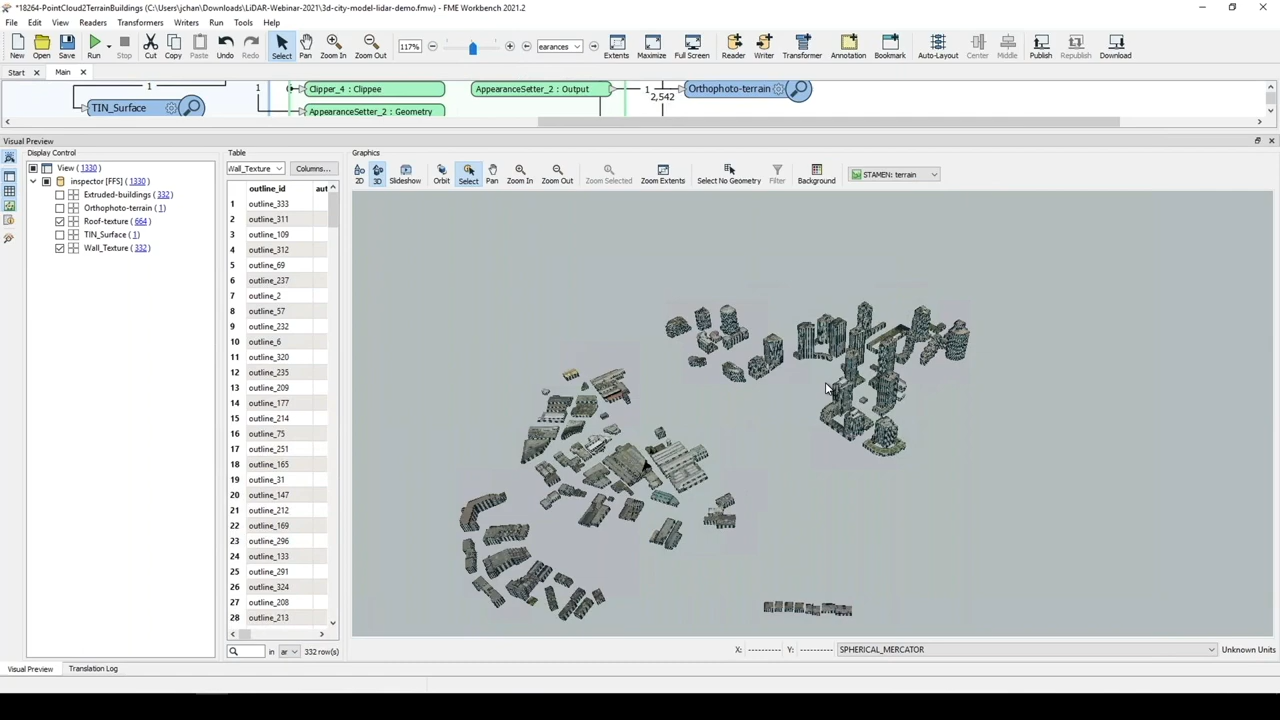 *18264-PointCloud2TerrainBuildings (C:\Users\jchan\Downloads\LiDAR-Webinar-2021\3d-city-model-lidar-demo.fmw) - FME Workbench 2021.2
File Edit View Readers Transformers Writers Run Tools Help
New Open Save Run Stop Cut Copy Paste Undo Redo Select Pan Zoom In Zoom Out 117% earances Extents Maximize Full Screen Reader Writer Transformer Annotation Bookmark Auto-Layout Center Middle Publish Republish Download
Start Main
1 1 Clipper_4 : Clippee AppearanceSetter_2 : Output 1 2,542 Orthophoto-terrain
TIN_Surface AppearanceSetter_2 : Geometry
Visual Preview
Display Control
View (1330)
inspector [FFS] (1330)
Extruded-buildings (332)
Orthophoto-terrain (1)
Roof-texture (664)
TIN_Surface (1)
Wall_Texture (332)
Table
Wall_Texture Columns...
outline_id aut
1 outline_333
2 outline_311
3 outline_109
4 outline_312
5 outline_69
6 outline_237
7 outline_2
8 outline_57
9 outline_232
10 outline_6
11 outline_320
12 outline_235
13 outline_209
14 outline_177
15 outline_214
16 outline_75
17 outline_251
18 outline_165
19 outline_31
20 outline_147
21 outline_212
22 outline_169
23 outline_296
24 outline_133
25 outline_291
26 outline_324
27 outline_208
28 outline_213
in ar 332 row(s)
Graphics
2D 3D Slideshow Orbit Select Pan Zoom In Zoom Out Zoom Selected Zoom Extents Select No Geometry Filter Background STAMEN: terrain
X: ---------- Y: ---------- SPHERICAL_MERCATOR Unknown Units
Visual Preview Translation Log